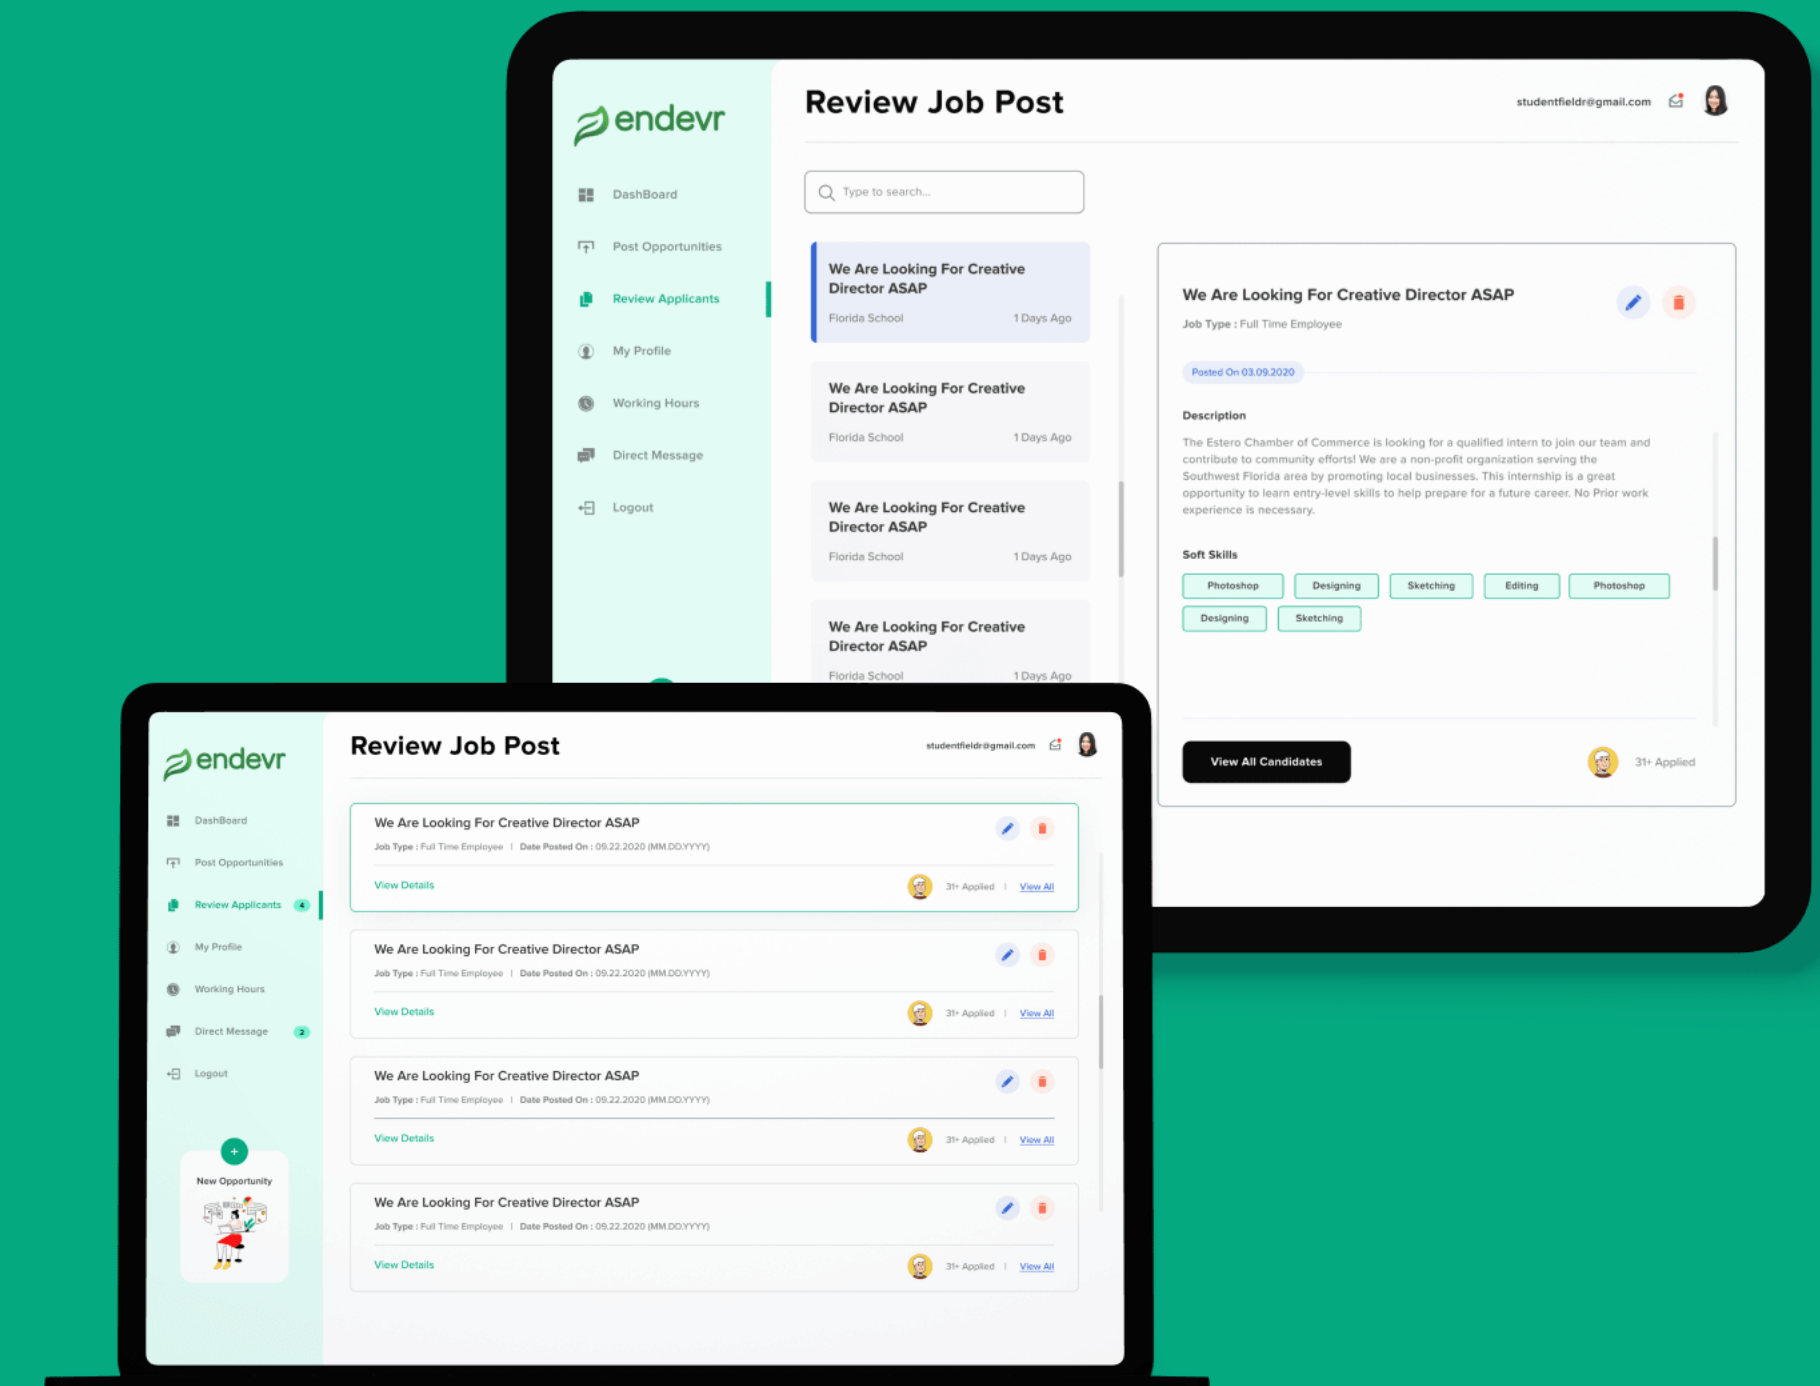 endevr
DashBoard
Post Opportunities
Review Applicants
My Profile
Working Hours
Direct Message
Logout
Review Job Post
studentfieldr@gmail.com
Type to search...
We Are Looking For Creative
Director ASAP
Florida School 1 Days Ago
We Are Looking For Creative
Director ASAP
Florida School 1 Days Ago
We Are Looking For Creative
Director ASAP
Florida School 1 Days Ago
We Are Looking For Creative
Director ASAP
Florida School 1 Days Ago
We Are Looking For Creative Director ASAP
Job Type : Full Time Employee
Posted On 03.09.2020
Description
The Estero Chamber of Commerce is looking for a qualified intern to join our team and
contribute to community efforts! We are a non-profit organization serving the
Southwest Florida area by promoting local businesses. This internship is a great
opportunity to learn entry-level skills to help prepare for a future career. No Prior work
experience is necessary.
Soft Skills
Photoshop Designing Sketching Editing Photoshop
Designing Sketching
View All Candidates 31+ Applied
endevr
DashBoard
Post Opportunities
Review Applicants 4
My Profile
Working Hours
Direct Message 2
Logout
New Opportunity
Review Job Post
studentfieldr@gmail.com
We Are Looking For Creative Director ASAP
Job Type : Full Time Employee | Date Posted On : 09.22.2020 (MM.DD.YYYY)
View Details 31+ Applied | View All
We Are Looking For Creative Director ASAP
Job Type : Full Time Employee | Date Posted On : 09.22.2020 (MM.DD.YYYY)
View Details 31+ Applied | View All
We Are Looking For Creative Director ASAP
Job Type : Full Time Employee | Date Posted On : 09.22.2020 (MM.DD.YYYY)
View Details 31+ Applied | View All
We Are Looking For Creative Director ASAP
Job Type : Full Time Employee | Date Posted On : 09.22.2020 (MM.DD.YYYY)
View Details 31+ Applied | View All